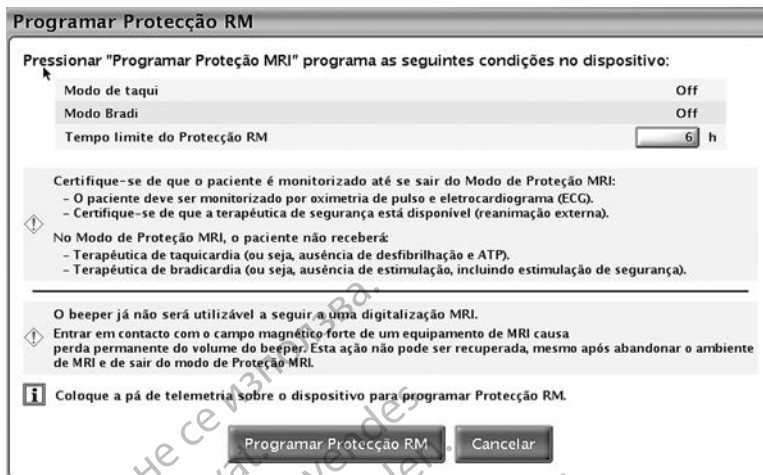 Programar Protecção RM
Pressionar "Programar Proteção MRI" programa as seguintes condições no dispositivo:
Modo de taqui Off
Modo Bradi Off
Tempo limite do Protecção RM 6 h
Certifique-se de que o paciente é monitorizado até se sair do Modo de Proteção MRI:
- O paciente deve ser monitorizado por oximetria de pulso e eletrocardiograma (ECG).
- Certifique-se de que a terapéutica de segurança está disponível (reanimação externa).
No Modo de Proteção MRI, o paciente não receberá:
- Terapéutica de taquicardia (ou seja, ausência de desfibrilhação e ATP).
- Terapéutica de bradicardia (ou seja, ausência de estimulação, incluindo estimulação de segurança).
O beeper já não será utilizável a seguir a uma digitalização MRI.
Entrar em contacto com o campo magnético forte de um equipamento de MRI causa
perda permanente do volume do beeper. Esta ação não pode ser recuperada, mesmo após abandonar o ambiente
de MRI e de sair do modo de Proteção MRI.
i Coloque a pá de telemetria sobre o dispositivo para programar Protecção RM.
Programar Protecção RM Cancelar
не се използва.